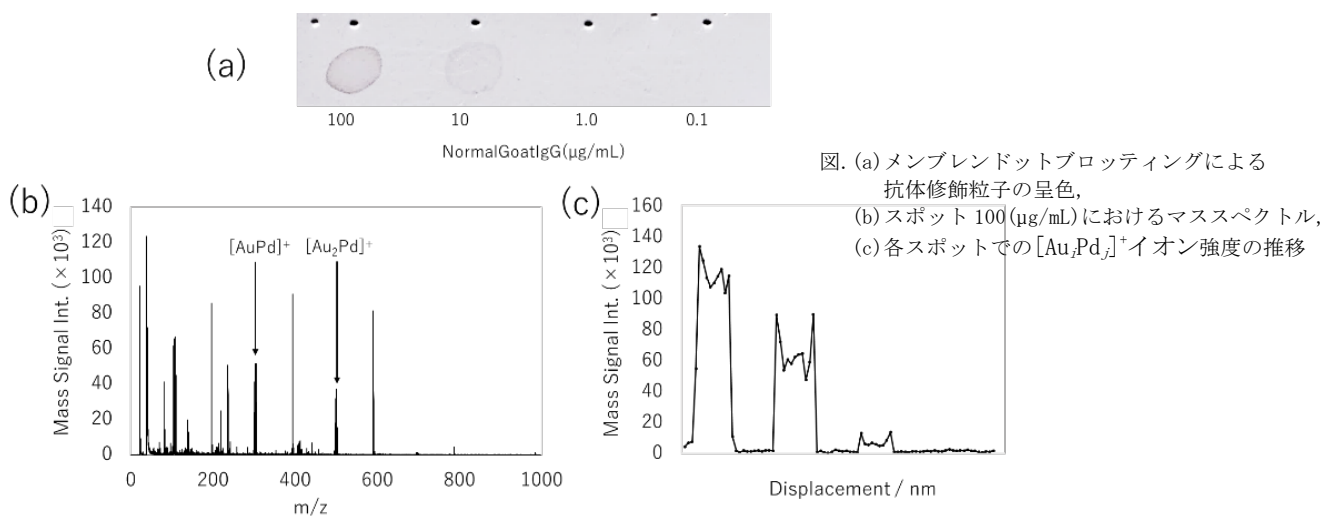 (a)
100 10 1.0 0.1
NormalGoatIgG(µg/mL)
図. (a)メンブレンドットブロッティングによる
抗体修飾粒子の呈色,
(b)スポット100(µg/mL)におけるマススペクトル,
(c)各スポットでの[AuᵢPdⱼ]⁺イオン強度の推移
(b)
Mass Signal Int. (×10³)
140
120
100
80
60
40
20
0
[AuPd]⁺ [Au₂Pd]⁺
0 200 400 600 800 1000
m/z
(c)
Mass Signal Int. (×10³)
160
140
120
100
80
60
40
20
0
Displacement / nm